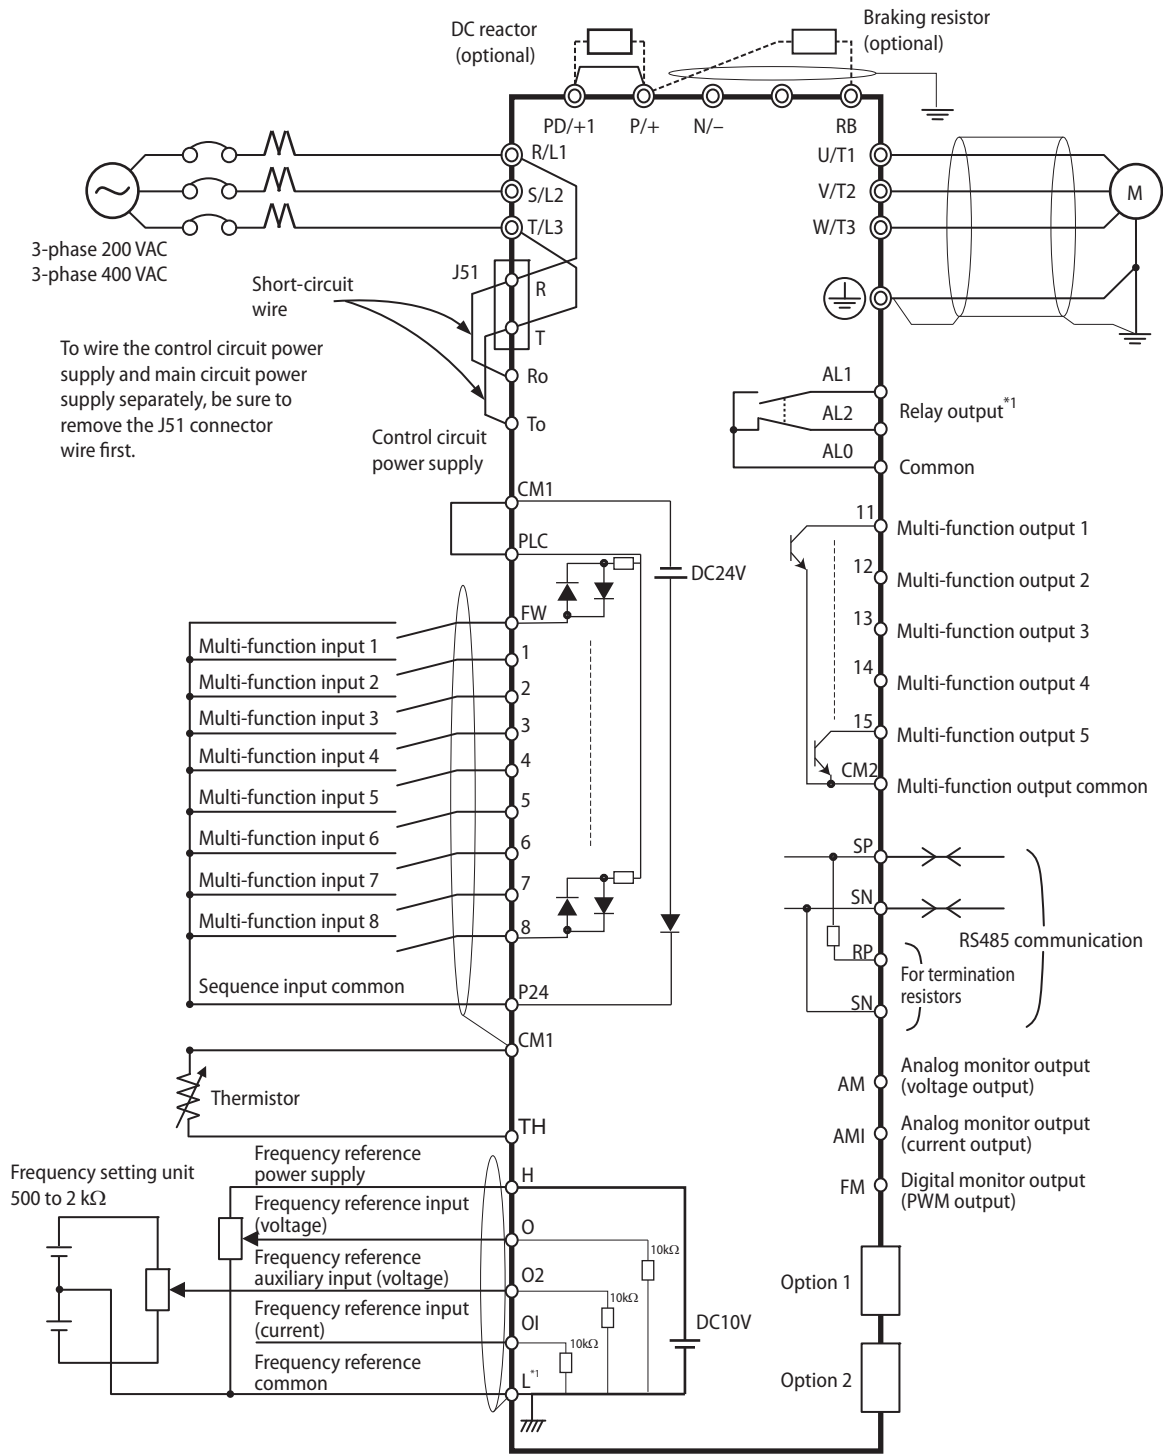 DC reactor
(optional)
Braking resistor
(optional)
PD/+1
P/+
N/–
RB
R/L1
S/L2
T/L3
U/T1
V/T2
W/T3
M
3-phase 200 VAC
3-phase 400 VAC
Short-circuit
wire
J51
R
T
Ro
To
To wire the control circuit power
supply and main circuit power
supply separately, be sure to
remove the J51 connector
wire first.
Control circuit
power supply
AL1
AL2
AL0
Relay output*1
Common
CM1
PLC
DC24V
FW
Multi-function input 1
1
Multi-function input 2
2
Multi-function input 3
3
Multi-function input 4
4
Multi-function input 5
5
Multi-function input 6
6
Multi-function input 7
7
Multi-function input 8
8
Sequence input common
P24
CM1
11
Multi-function output 1
12
Multi-function output 2
13
Multi-function output 3
14
Multi-function output 4
15
Multi-function output 5
CM2
Multi-function output common
SP
SN
RP
SN
RS485 communication
For termination
resistors
Thermistor
TH
AM
Analog monitor output
(voltage output)
AMI
Analog monitor output
(current output)
FM
Digital monitor output
(PWM output)
Frequency setting unit
500 to 2 kΩ
Frequency reference
power supply
H
Frequency reference input
(voltage)
O
10kΩ
Frequency reference
auxiliary input (voltage)
O2
10kΩ
Frequency reference input
(current)
OI
10kΩ
DC10V
Frequency reference
common
L*1
Option 1
Option 2